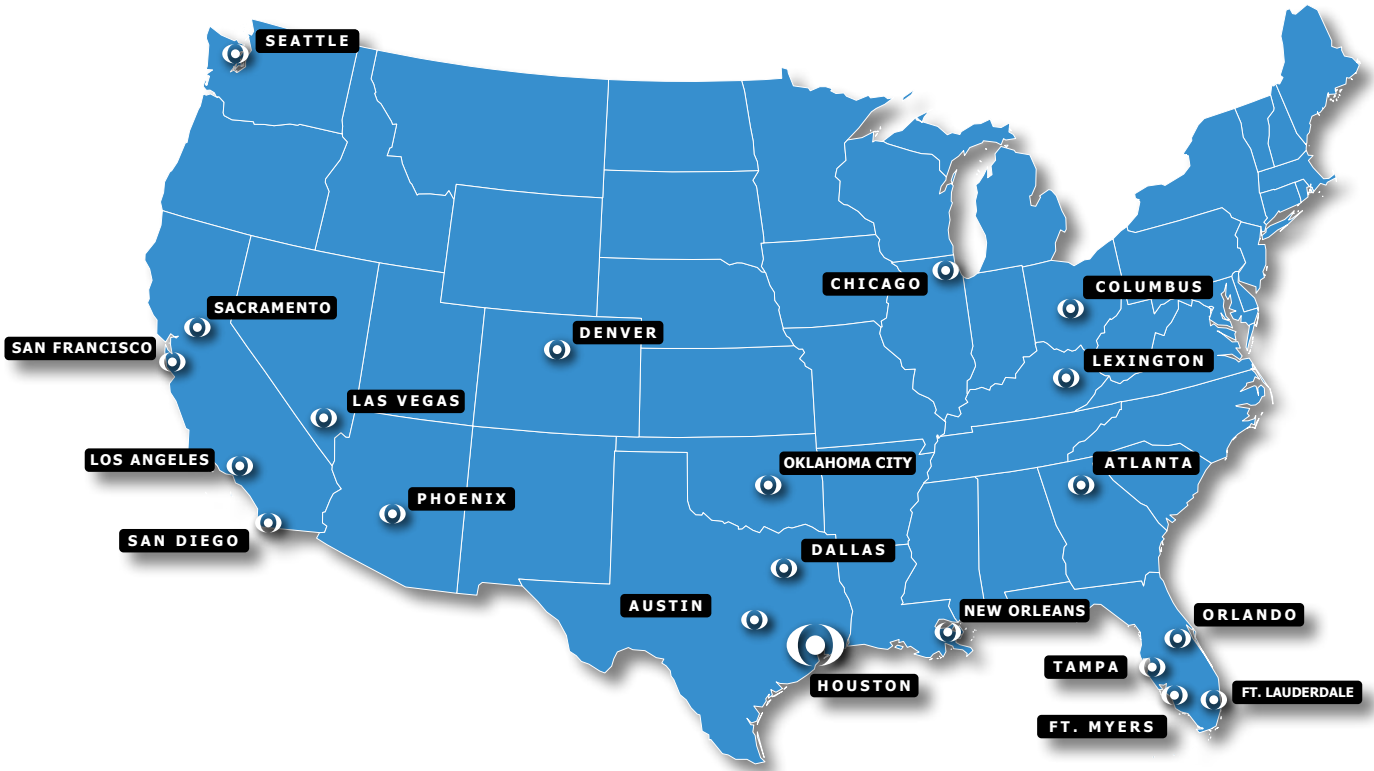 SEATTLE
CHICAGO
COLUMBUS
SACRAMENTO
DENVER
SAN FRANCISCO
LEXINGTON
LAS VEGAS
LOS ANGELES
OKLAHOMA CITY
ATLANTA
PHOENIX
SAN DIEGO
DALLAS
AUSTIN
NEW ORLEANS
ORLANDO
TAMPA
HOUSTON
FT. LAUDERDALE
FT. MYERS